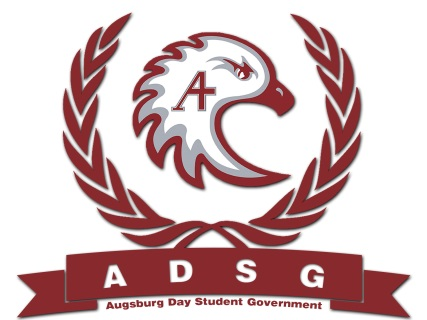 A
A D S G
Augsburg Day Student Government